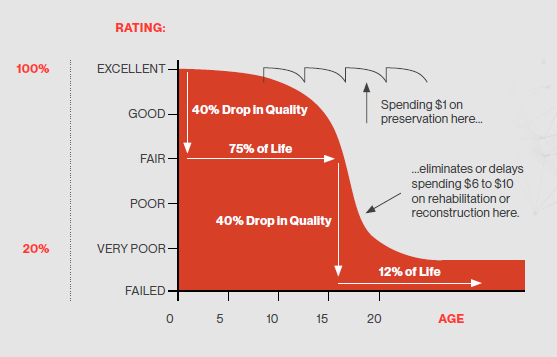 RATING:
100%
EXCELLENT
GOOD
FAIR
POOR
20%
VERY POOR
FAILED
40% Drop in Quality
75% of Life
40% Drop in Quality
12% of Life
Spending $1 on
preservation here...
...eliminates or delays
spending $6 to $10
on rehabilitation or
reconstruction here.
0 5 10 15 20 AGE